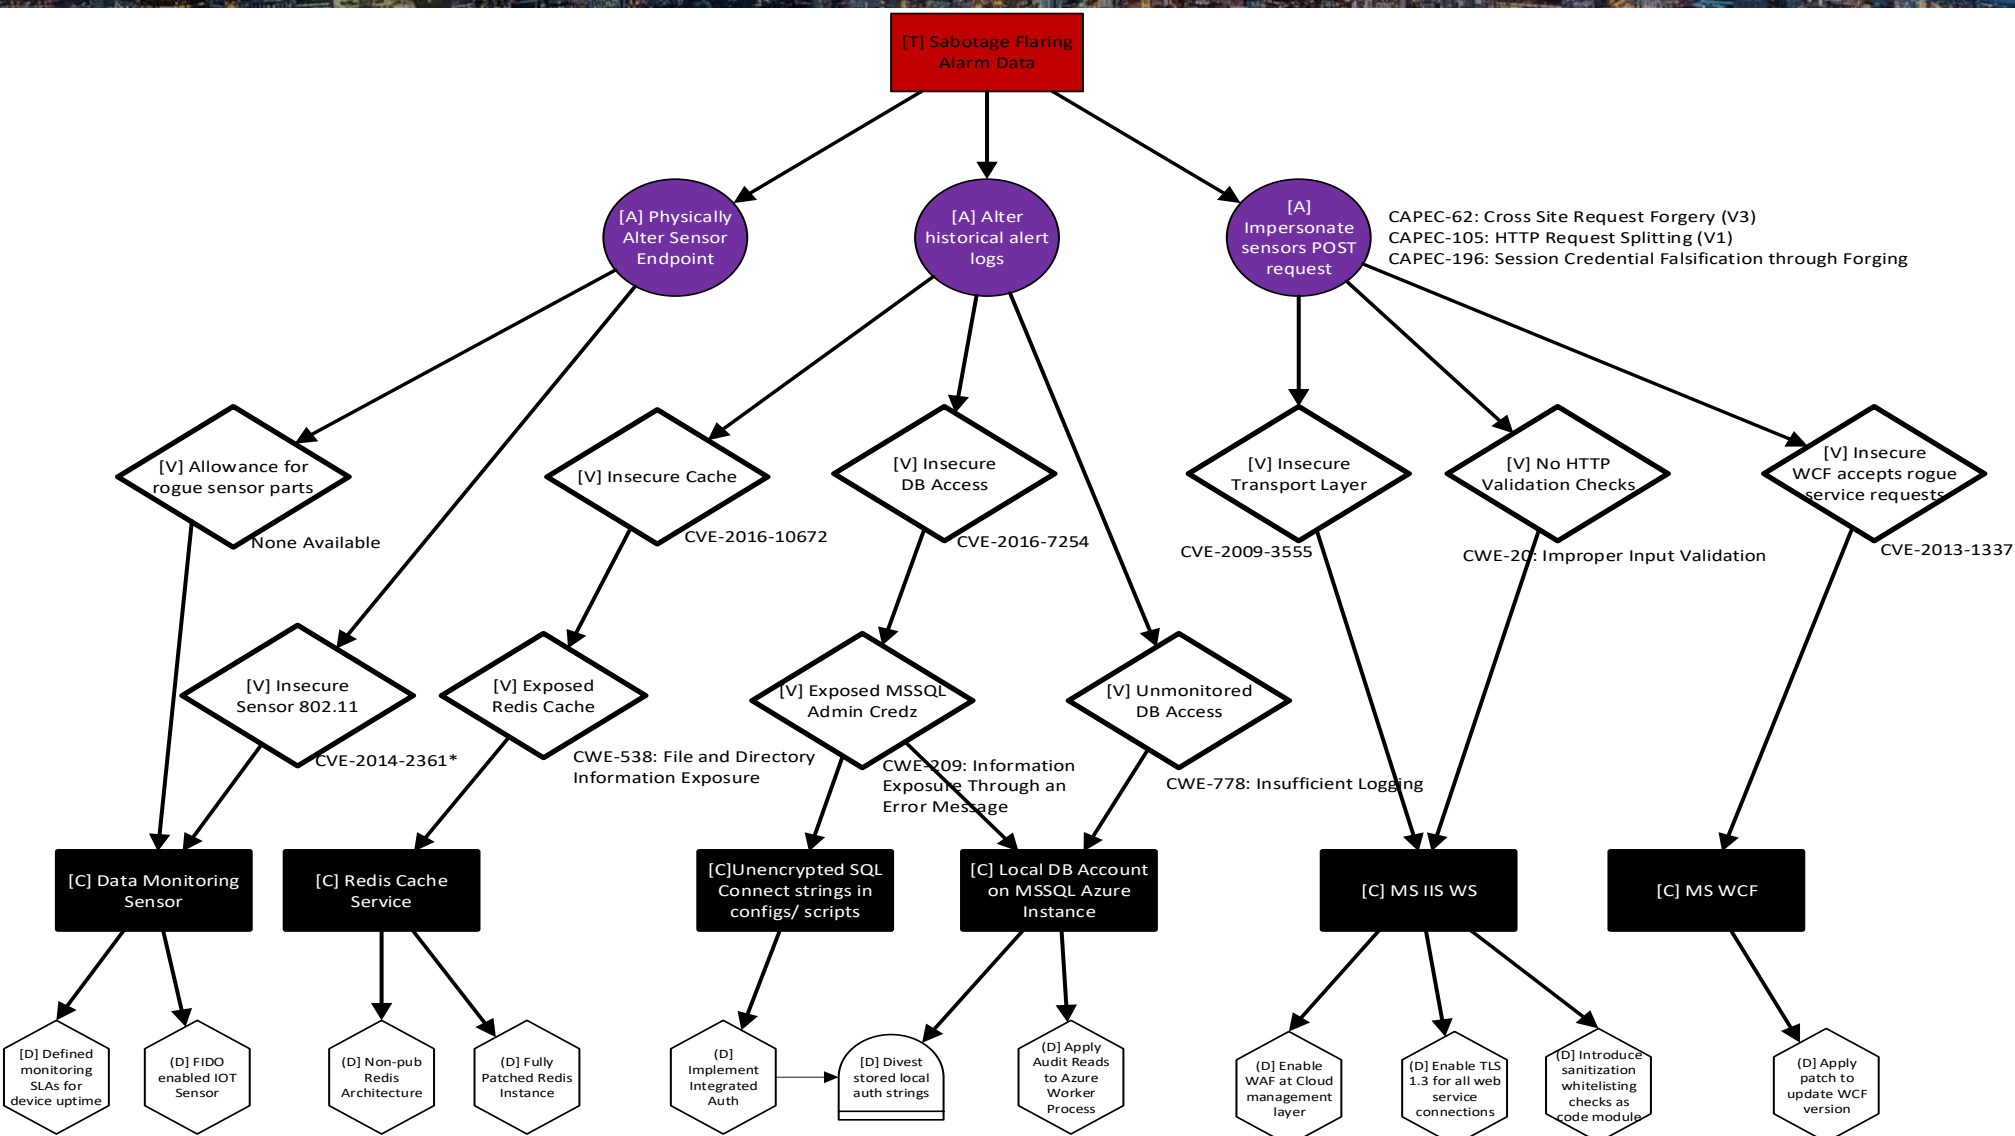 [T] Sabotage Flaring
Alarm Data
[A] Physically
Alter Sensor
Endpoint
[A] Alter
historical alert
logs
[A]
Impersonate
sensors POST
request
CAPEC-62: Cross Site Request Forgery (V3)
CAPEC-105: HTTP Request Splitting (V1)
CAPEC-196: Session Credential Falsification through Forging
[V] Allowance for
rogue sensor parts
None Available
[V] Insecure Cache
CVE-2016-10672
[V] Insecure
DB Access
CVE-2016-7254
[V] Insecure
Transport Layer
CVE-2009-3555
[V] No HTTP
Validation Checks
CWE-20: Improper Input Validation
[V] Insecure
WCF accepts rogue
service requests
CVE-2013-1337
[V] Insecure
Sensor 802.11
CVE-2014-2361*
[V] Exposed
Redis Cache
CWE-538: File and Directory
Information Exposure
[V] Exposed MSSQL
Admin Credz
CWE-209: Information
Exposure Through an
Error Message
[V] Unmonitored
DB Access
CWE-778: Insufficient Logging
[C] Data Monitoring
Sensor
[C] Redis Cache
Service
[C]Unencrypted SQL
Connect strings in
configs/ scripts
[C] Local DB Account
on MSSQL Azure
Instance
[C] MS IIS WS
[C] MS WCF
[D] Defined
monitoring
SLAs for
device uptime
(D] FIDO
enabled IOT
Sensor
(D] Non-pub
Redis
Architecture
(D] Fully
Patched Redis
Instance
(D]
Implement
Integrated
Auth
[D] Divest
stored local
auth strings
(D] Apply
Audit Reads
to Azure
Worker
Process
(D] Enable
WAF at Cloud
management
layer
(D] Enable TLS
1.3 for all web
service
connections
(D] Introduce
sanitization
whitelisting
checks as
code module
(D] Apply
patch to
update WCF
version